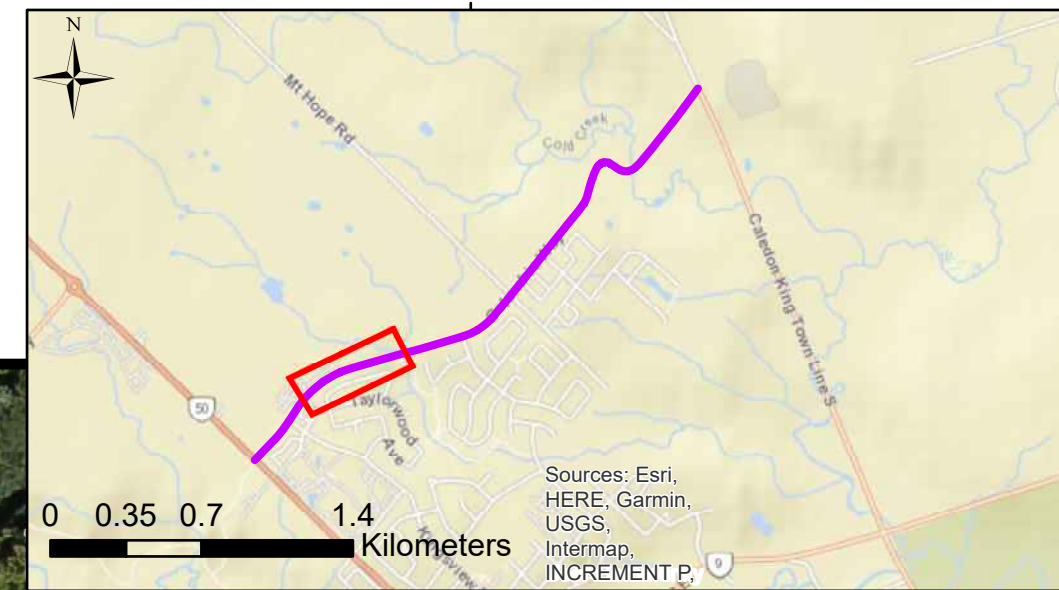 N
Mt Hope Rd
Cold Creek
Caledon King Town Line S
50
Taylorwood
Ave
Sources: Esri,
HERE, Garmin,
USGS,
Intermap,
INCREMENT P,
0 0.35 0.7 1.4
Kilometers
9